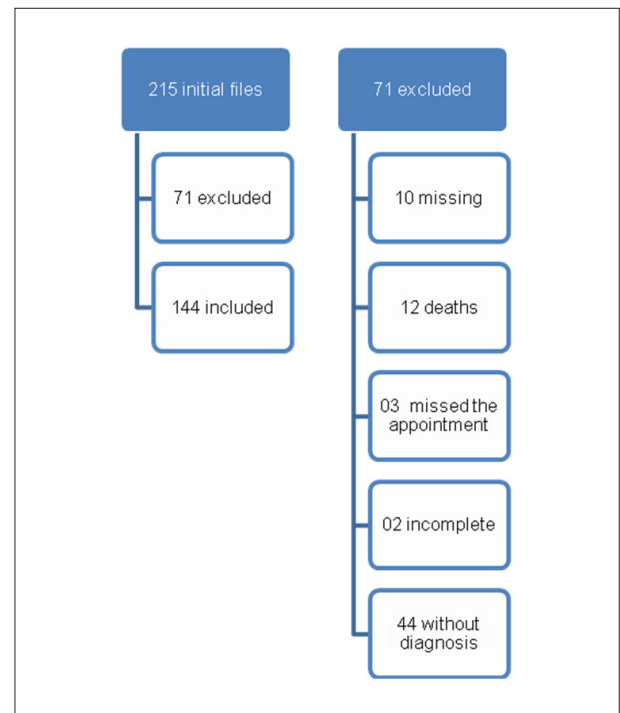 215 initial files
71 excluded
144 included
71 excluded
10 missing
12 deaths
03 missed the
appointment
02 incomplete
44 without
diagnosis